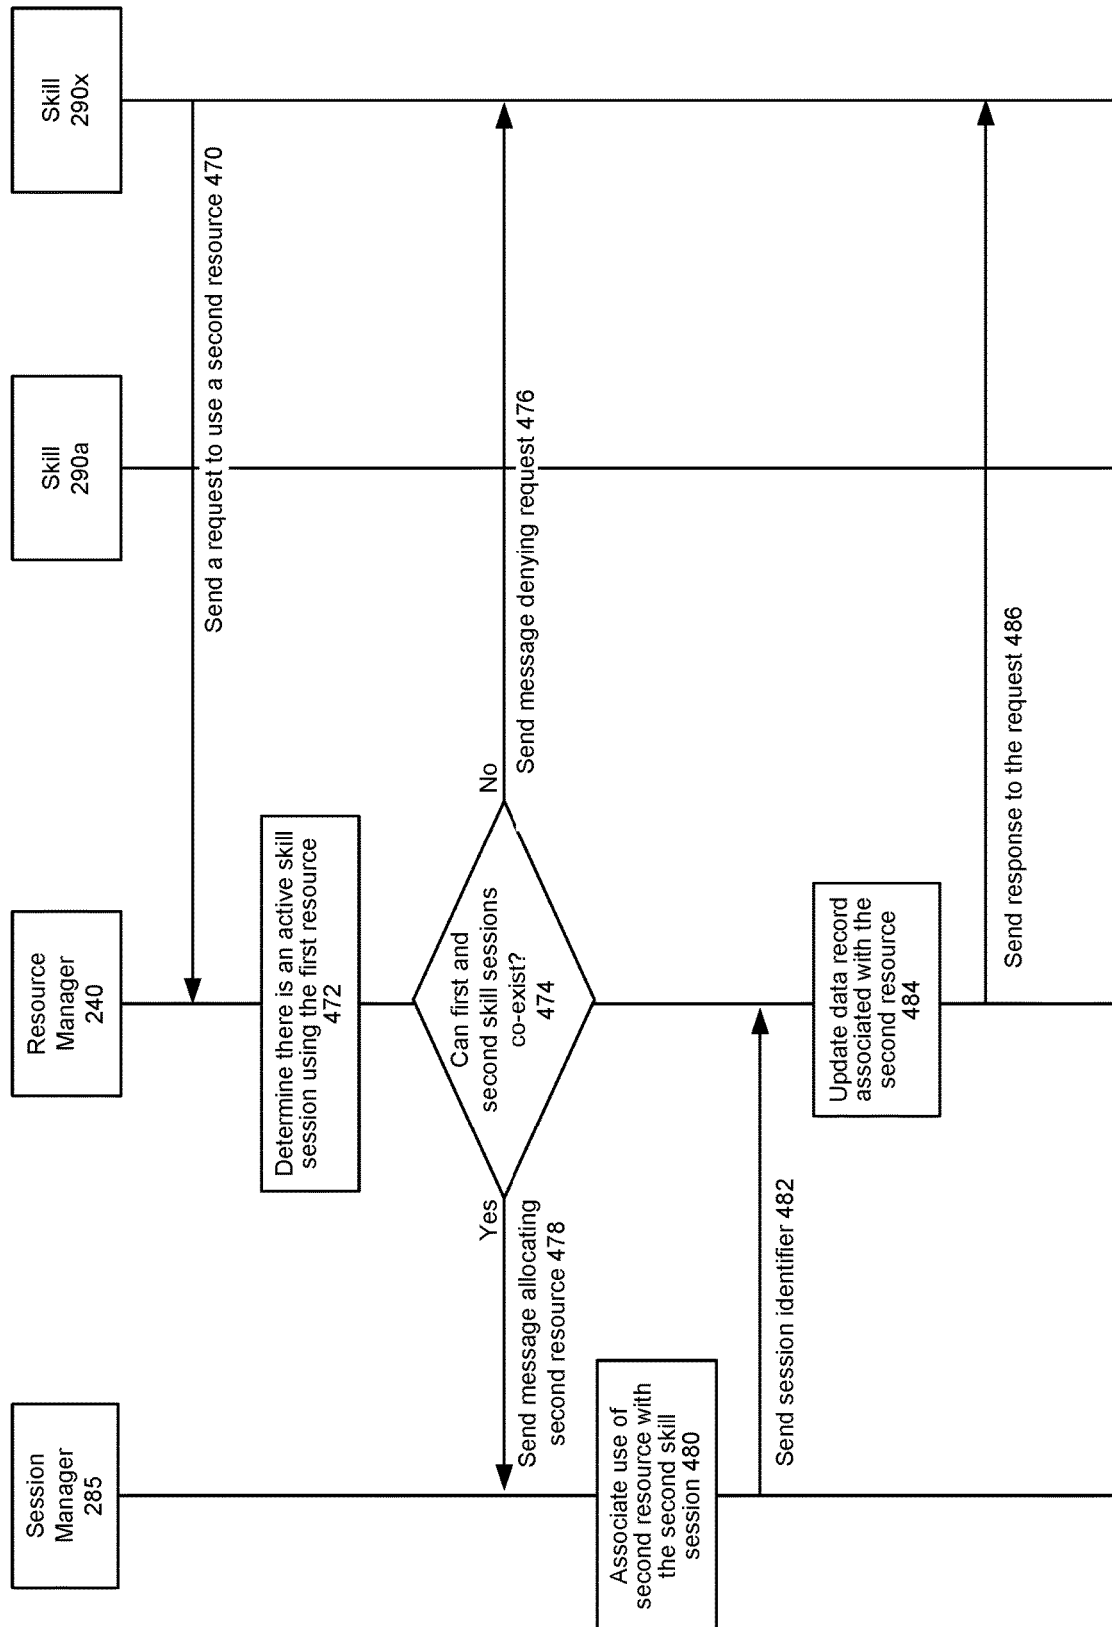 Session
Manager
285
Resource
Manager
240
Skill
290a
Skill
290x
Send a request to use a second resource 470
Determine there is an active skill
session using the first resource
472
Can first and
second skill sessions
co-exist?
474
No
Send message denying request 476
Yes
Send message allocating
second resource 478
Associate use of
second resource with
the second skill
session 480
Send session identifier 482
Update data record
associated with the
second resource
484
Send response to the request 486